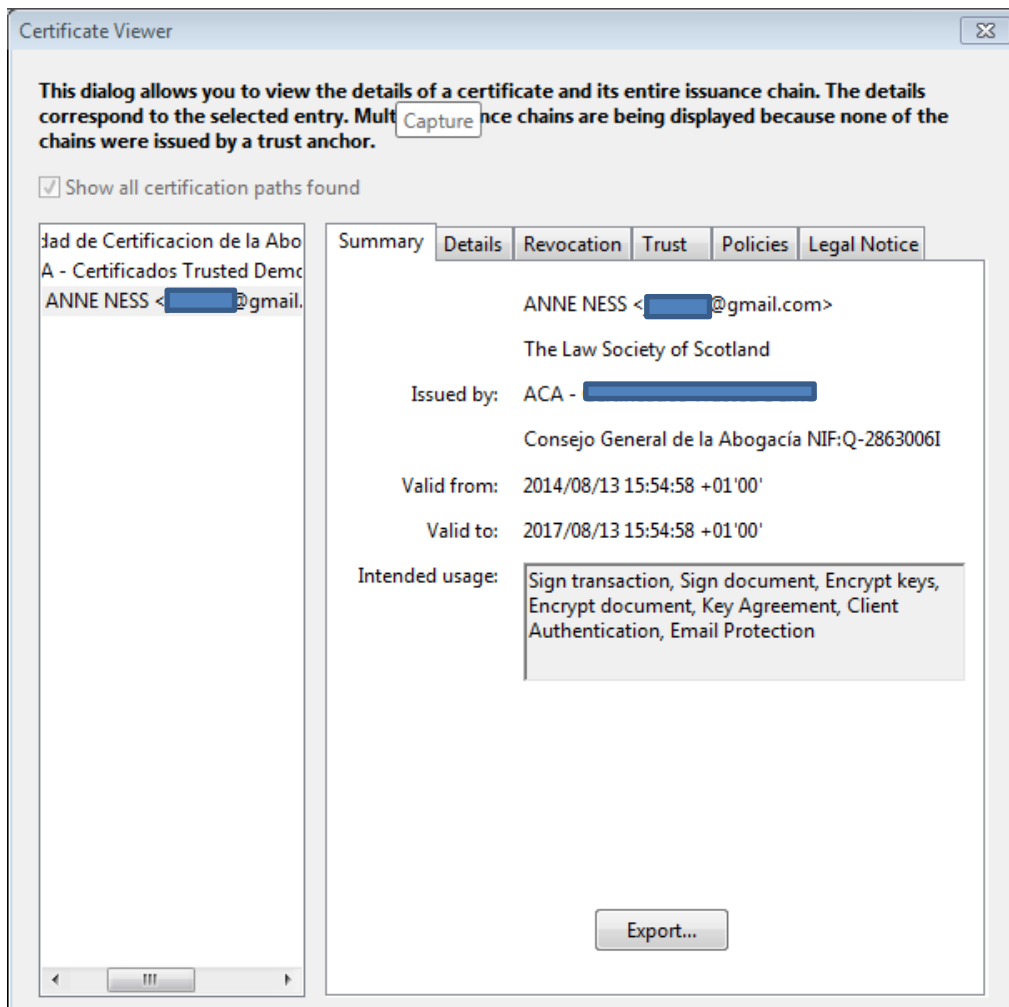 Certificate Viewer
This dialog allows you to view the details of a certificate and its entire issuance chain. The details
correspond to the selected entry. Mult Capture nce chains are being displayed because none of the
chains were issued by a trust anchor.
Show all certification paths found
dad de Certificacion de la Abo
A - Certificados Trusted Demo
ANNE NESS < @gmail.
Summary Details Revocation Trust Policies Legal Notice
ANNE NESS < @gmail.com>
The Law Society of Scotland
Issued by: ACA -
Consejo General de la Abogacía NIF:Q-2863006I
Valid from: 2014/08/13 15:54:58 +01'00'
Valid to: 2017/08/13 15:54:58 +01'00'
Intended usage: Sign transaction, Sign document, Encrypt keys,
Encrypt document, Key Agreement, Client
Authentication, Email Protection
Export...